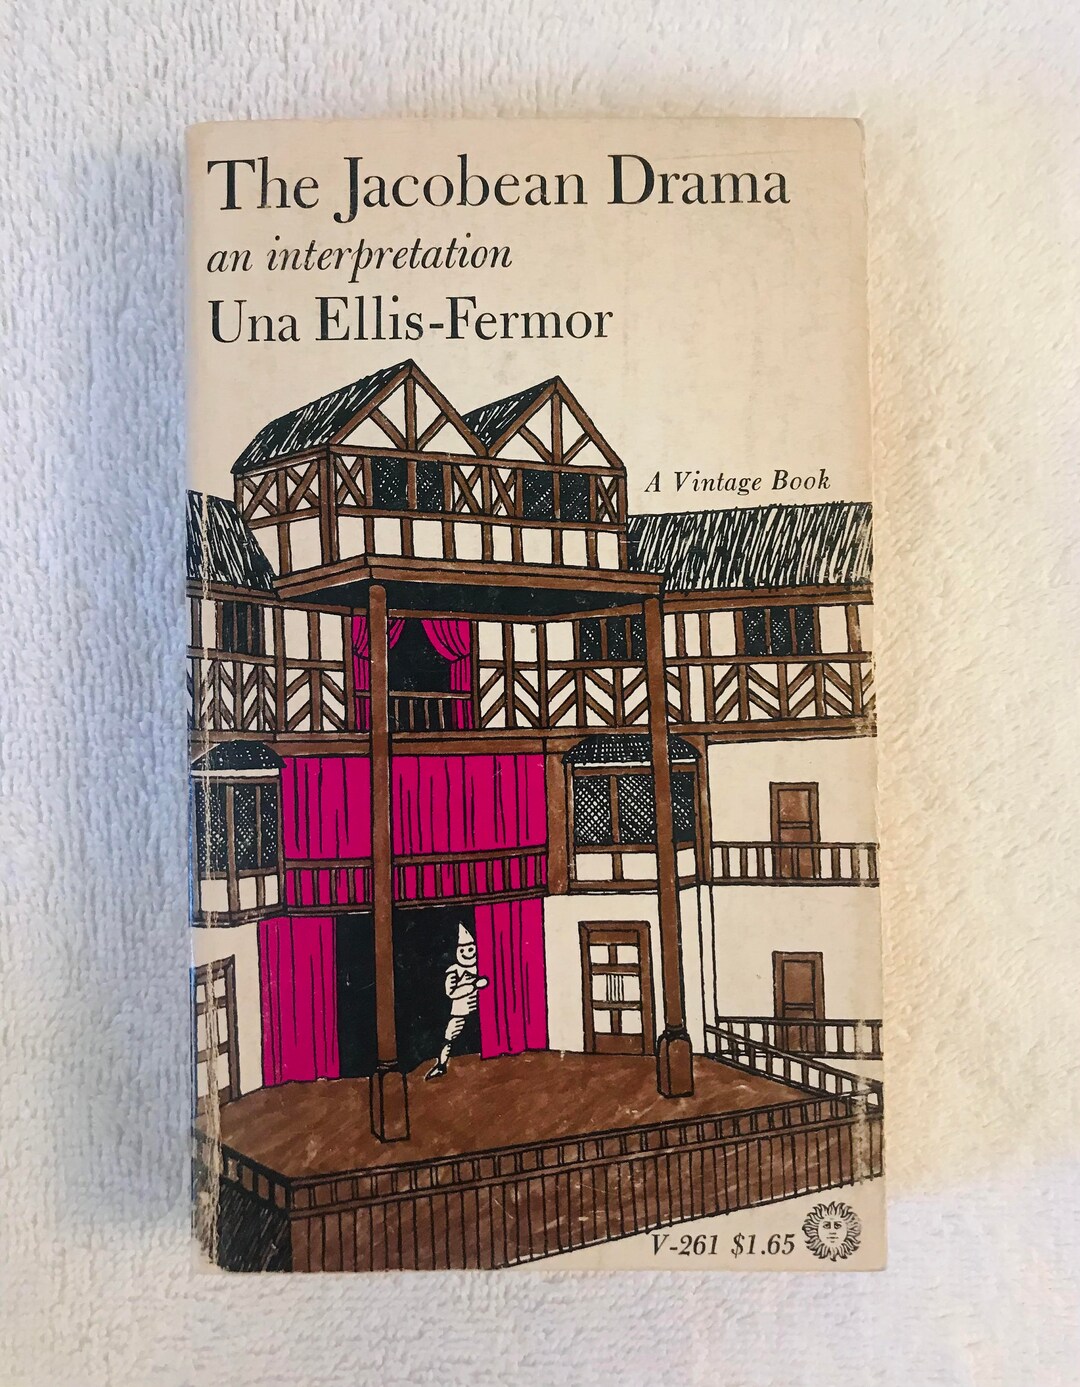 The Jacobean Drama
an interpretation
Una Ellis-Fermor
A Vintage Book
V-261 $1.65